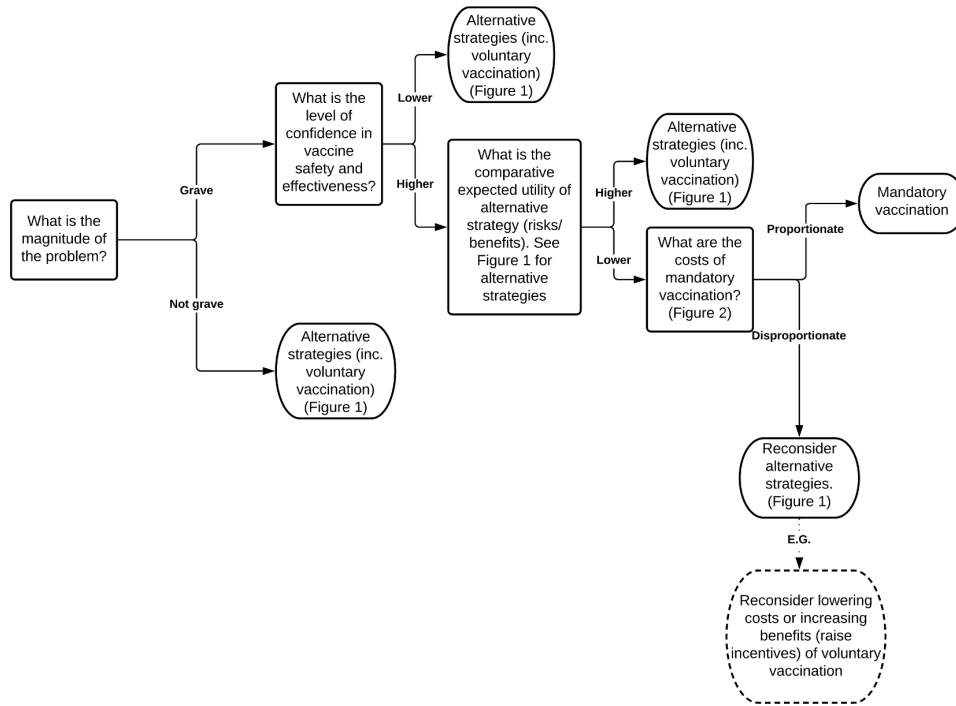 What is the
magnitude of
the problem?
Grave
Not grave
What is the
level of
confidence in
vaccine
safety and
effectiveness?
Alternative
strategies (inc.
voluntary
vaccination)
(Figure 1)
Lower
Higher
Alternative
strategies (inc.
voluntary
vaccination)
(Figure 1)
What is the
comparative
expected utility of
alternative
strategy (risks/
benefits). See
Figure 1 for
alternative
strategies
Higher
Lower
Alternative
strategies (inc.
voluntary
vaccination)
(Figure 1)
What are the
costs of
mandatory
vaccination?
(Figure 2)
Proportionate
Disproportionate
Mandatory
vaccination
Reconsider
alternative
strategies.
(Figure 1)
E.G.
Reconsider lowering
costs or increasing
benefits (raise
incentives) of voluntary
vaccination